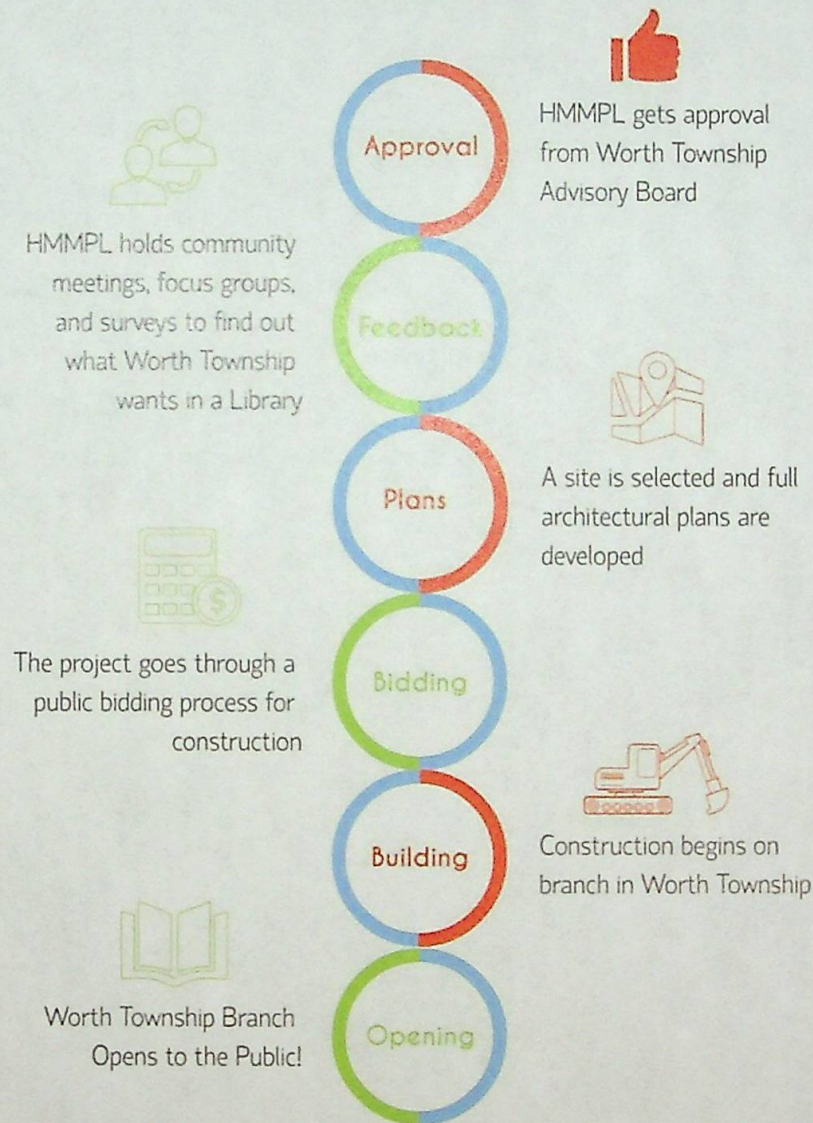 Approval
HMMPL gets approval
from Worth Township
Advisory Board
Feedback
HMMPL holds community
meetings, focus groups,
and surveys to find out
what Worth Township
wants in a Library
Plans
A site is selected and full
architectural plans are
developed
Bidding
The project goes through a
public bidding process for
construction
$
Building
Construction begins on
branch in Worth Township
Opening
Worth Township Branch
Opens to the Public!